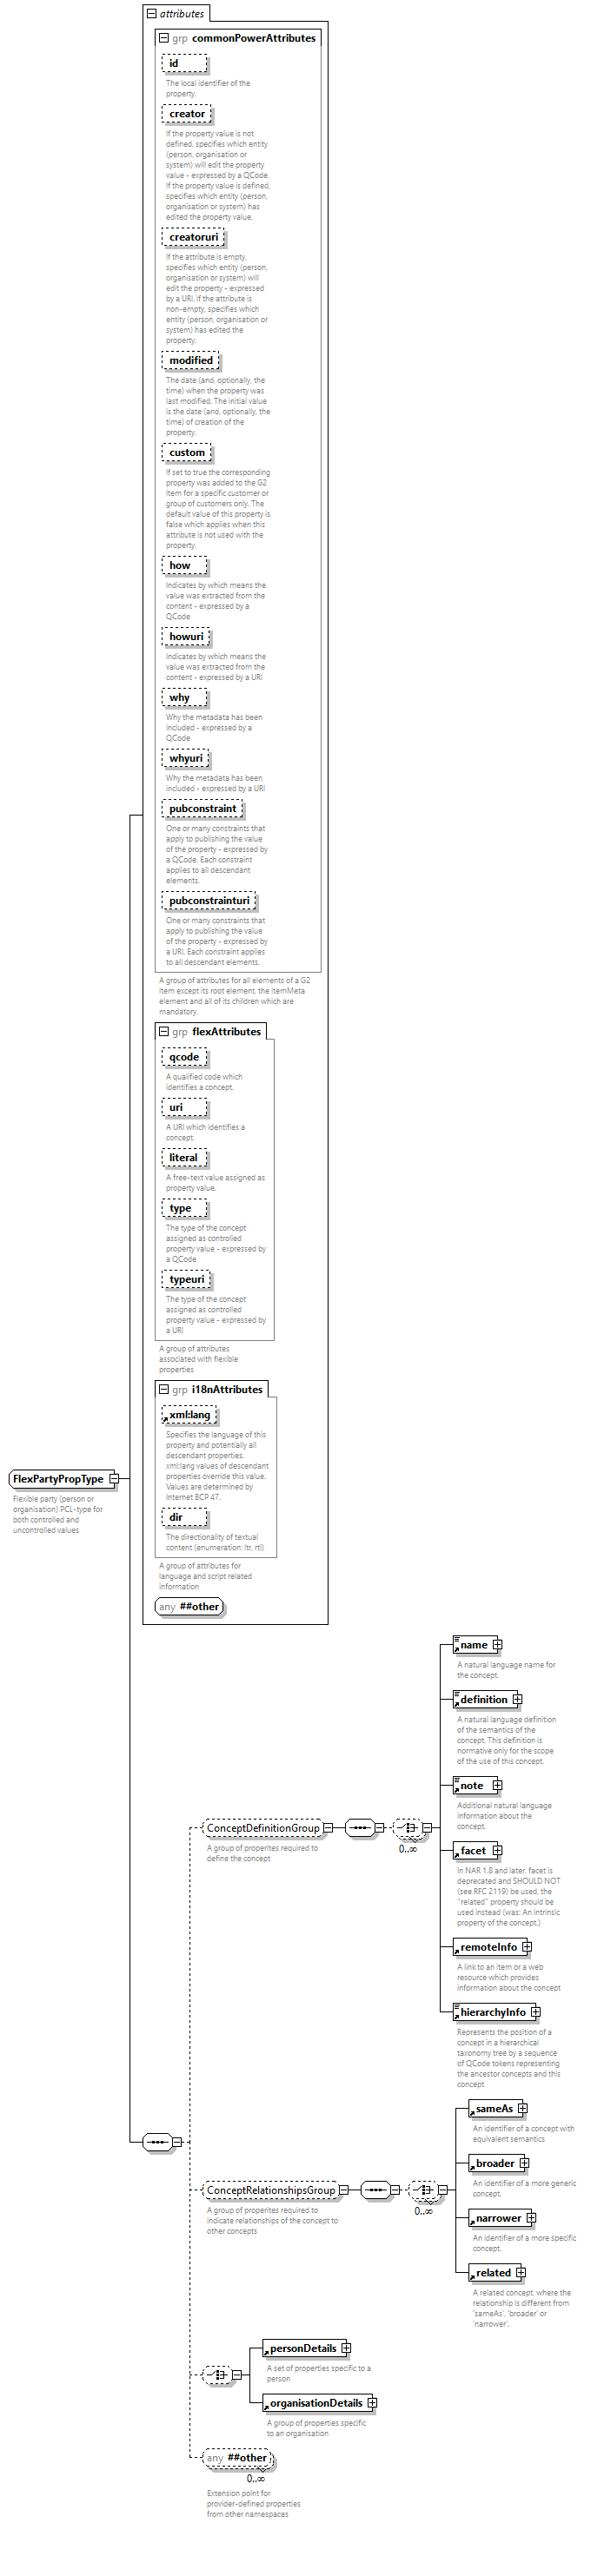 attributes
grp commonPowerAttributes
id
The local identifier of the
property.
creator
If the property value is not
defined, specifies which entity
(person, organisation or
system) will edit the property
value - expressed by a QCode.
If the property value is defined,
specifies which entity (person,
organisation or system) has
edited the property value.
creatoruri
If the attribute is empty,
specifies which entity (person,
organisation or system) will
edit the property - expressed
by a URI. If the attribute is
non-empty, specifies which
entity (person, organisation or
system) has edited the
property.
modified
The date (and, optionally, the
time) when the property was
last modified. The initial value
is the date (and, optionally, the
time) of creation of the
property.
custom
If set to true the corresponding
property was added to the G2
Item for a specific customer or
group of customers only. The
default value of this property is
false which applies when this
attribute is not used with the
property.
how
Indicates by which means the
value was extracted from the
content - expressed by a
QCode
howuri
Indicates by which means the
value was extracted from the
content - expressed by a URI
why
Why the metadata has been
included - expressed by a
QCode
whyuri
Why the metadata has been
included - expressed by a URI
pubconstraint
One or many constraints that
apply to publishing the value
of the property - expressed by
a QCode. Each constraint
applies to all descendant
elements.
pubconstrainturi
One or many constraints that
apply to publishing the value
of the property - expressed by
a URI. Each constraint applies
to all descendant elements.
A group of attributes for all elements of a G2
Item except its root element, the itemMeta
element and all of its children which are
mandatory.
grp flexAttributes
qcode
A qualified code which
identifies a concept.
uri
A URI which identifies a
concept.
literal
A free-text value assigned as
property value.
type
The type of the concept
assigned as controlled
property value - expressed by
a QCode
typeuri
The type of the concept
assigned as controlled
property value - expressed by
a URI
A group of attributes
associated with flexible
properties
grp i18nAttributes
xml:lang
Specifies the language of this
property and potentially all
descendant properties.
xml:lang values of descendant
properties override this value.
Values are determined by
Internet BCP 47.
dir
The directionality of textual
content (enumeration: ltr, rtl)
A group of attributes for
language and script related
information
any ##other
FlexPartyPropType
Flexible party (person or
organisation) PCL-type for
both controlled and
uncontrolled values
name
A natural language name for
the concept.
definition
A natural language definition
of the semantics of the
concept. This definition is
normative only for the scope
of the use of this concept.
note
Additional natural language
information about the
concept.
ConceptDefinitionGroup
0..∞
A group of properites required to
define the concept
facet
In NAR 1.8 and later, facet is
deprecated and SHOULD NOT
(see RFC 2119) be used, the
"related" property should be
used instead (was: An intrinsic
property of the concept.)
remoteInfo
A link to an item or a web
resource which provides
information about the concept
hierarchyInfo
Represents the position of a
concept in a hierarchical
taxonomy tree by a sequence
of QCode tokens representing
the ancestor concepts and this
concept
sameAs
An identifier of a concept with
equivalent semantics
broader
An identifier of a more generic
concept.
ConceptRelationshipsGroup
0..∞
A group of properites required to
indicate relationships of the concept to
other concepts
narrower
An identifier of a more specific
concept.
related
A related concept, where the
relationship is different from
'sameAs', 'broader' or
'narrower'.
personDetails
A set of properties specific to a
person
organisationDetails
A group of properties specific
to an organisation
any ##other
0..∞
Extension point for
provider-defined properties
from other namespaces